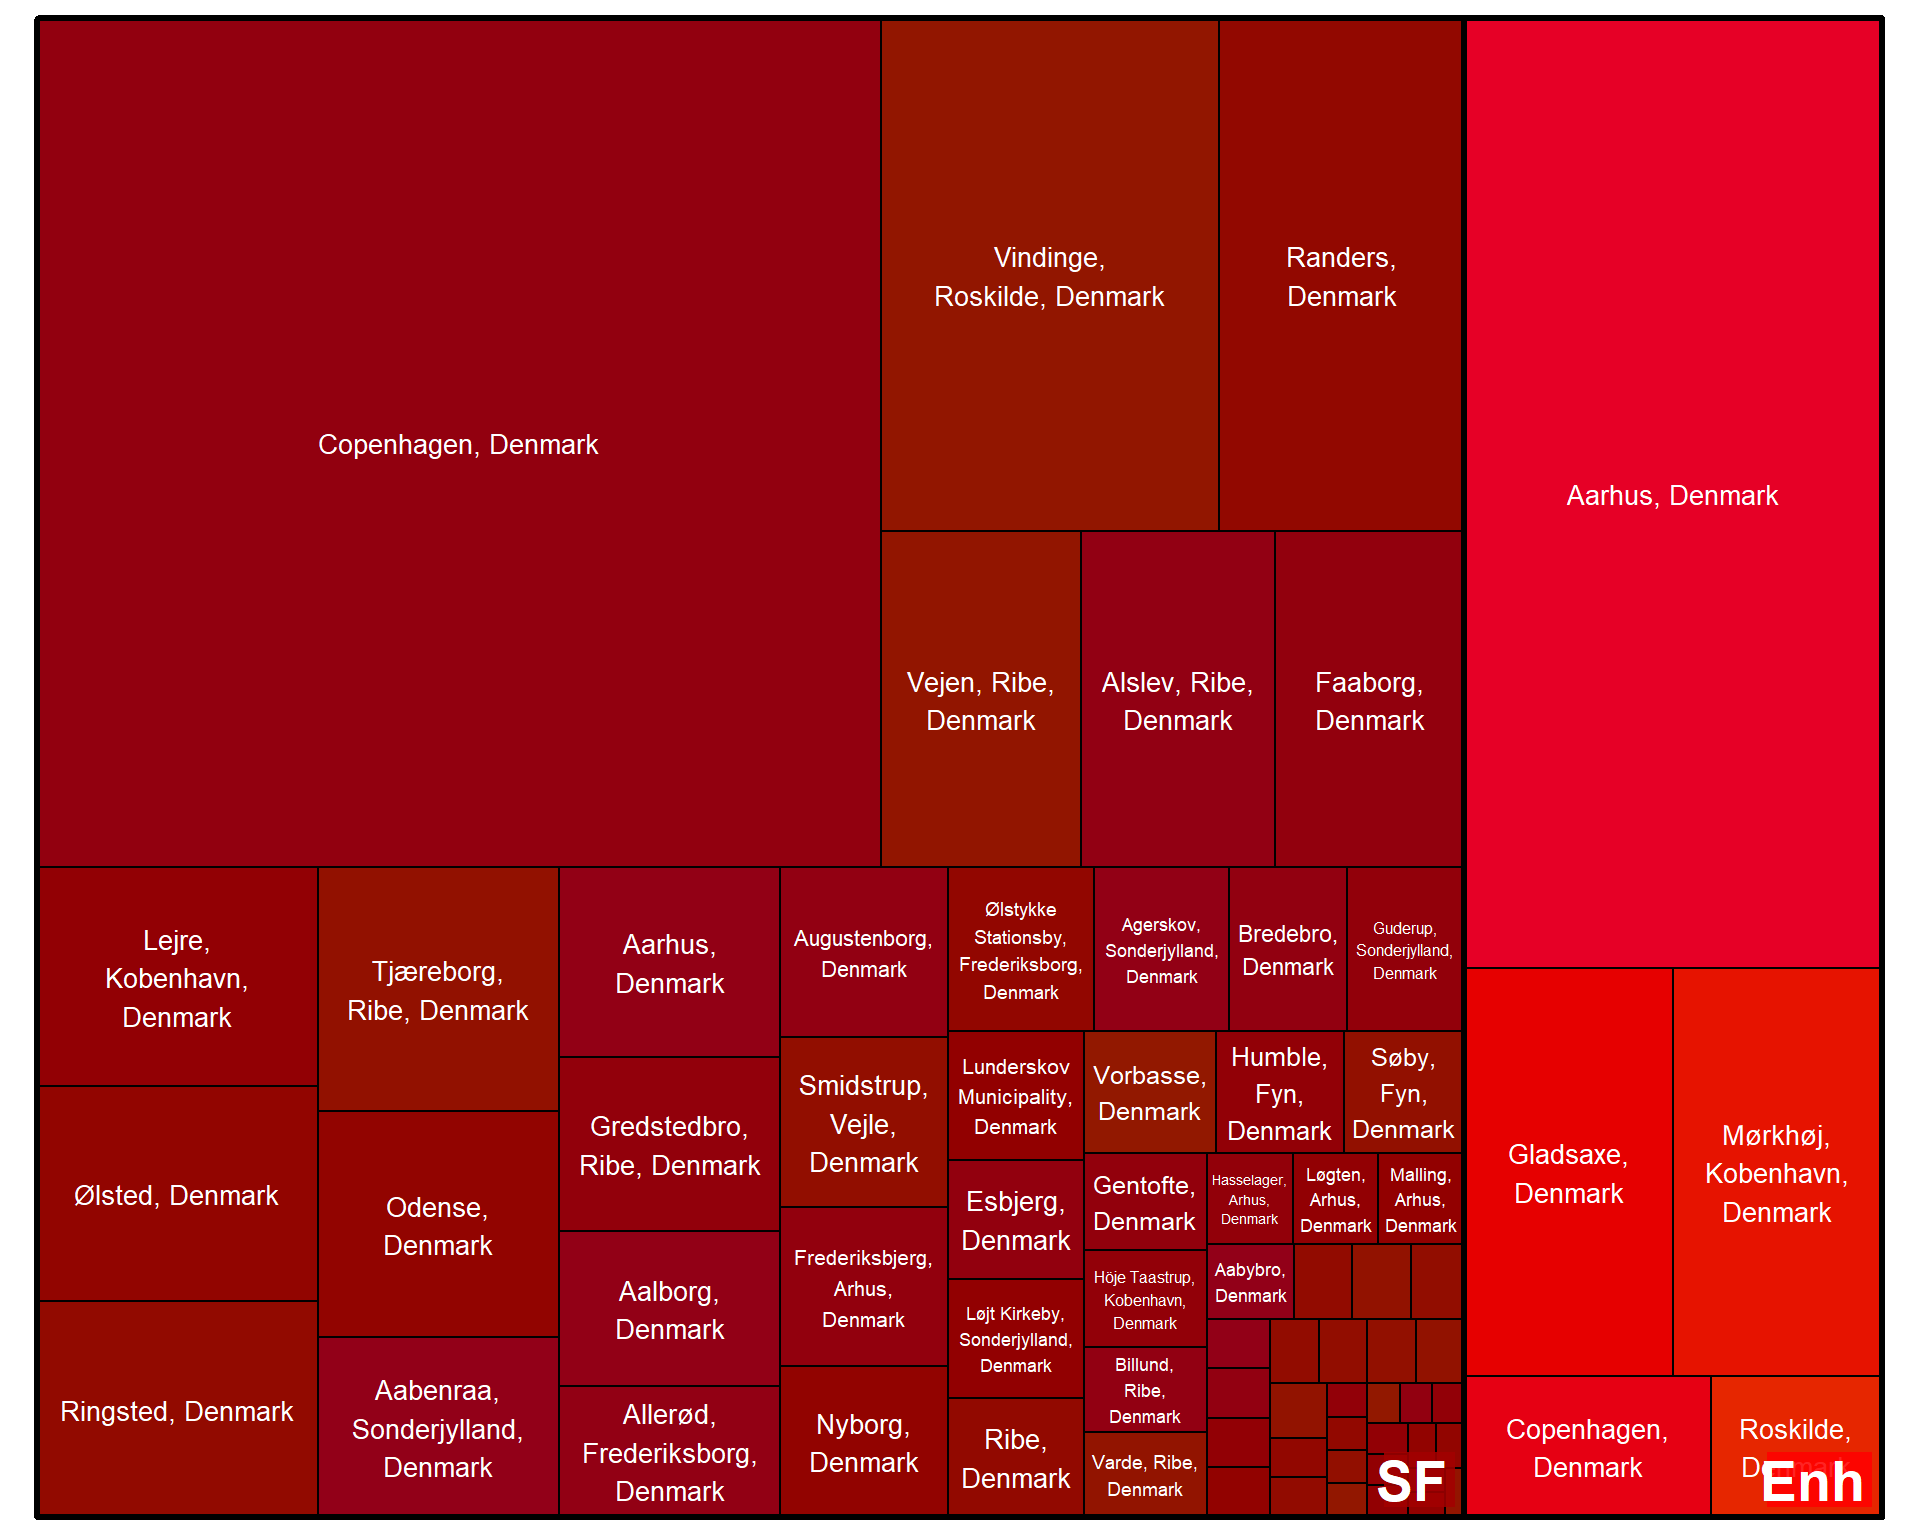 Copenhagen, Denmark
Vindinge,
Roskilde, Denmark
Randers,
Denmark
Vejen, Ribe,
Denmark
Alslev, Ribe,
Denmark
Faaborg,
Denmark
Lejre,
Kobenhavn,
Denmark
Ølsted, Denmark
Ringsted, Denmark
Tjæreborg,
Ribe, Denmark
Odense,
Denmark
Aabenraa,
Sonderjylland,
Denmark
Aarhus,
Denmark
Gredstedbro,
Ribe, Denmark
Aalborg,
Denmark
Allerød,
Frederiksborg,
Denmark
Augustenborg,
Denmark
Smidstrup,
Vejle,
Denmark
Frederiksbjerg,
Arhus,
Denmark
Nyborg,
Denmark
Ølstykke
Stationsby,
Frederiksborg,
Denmark
Agerskov,
Sonderjylland,
Denmark
Bredebro,
Denmark
Guderup,
Sonderjylland,
Denmark
Lunderskov
Municipality,
Denmark
Esbjerg,
Denmark
Løjt Kirkeby,
Sonderjylland,
Denmark
Ribe,
Denmark
Vorbasse,
Denmark
Humble,
Fyn,
Denmark
Søby,
Fyn,
Denmark
Gentofte,
Denmark
Höje Taastrup,
Kobenhavn,
Denmark
Billund,
Ribe,
Denmark
Varde, Ribe,
Denmark
Hasselager,
Arhus,
Denmark
Løgten,
Arhus,
Denmark
Malling,
Arhus,
Denmark
Aabybro,
Denmark
SF
Aarhus, Denmark
Gladsaxe,
Denmark
Mørkhøj,
Kobenhavn,
Denmark
Copenhagen,
Denmark
Roskilde,
Denmark
Enh